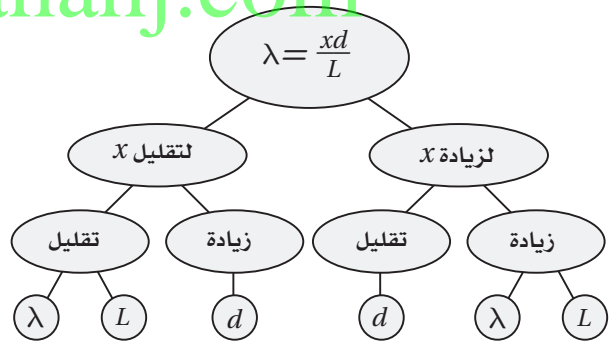 λ = xd/L
لزيادة x
لتقليل x
زيادة
تقليل
زيادة
تقليل
L
λ
d
d
L
λ